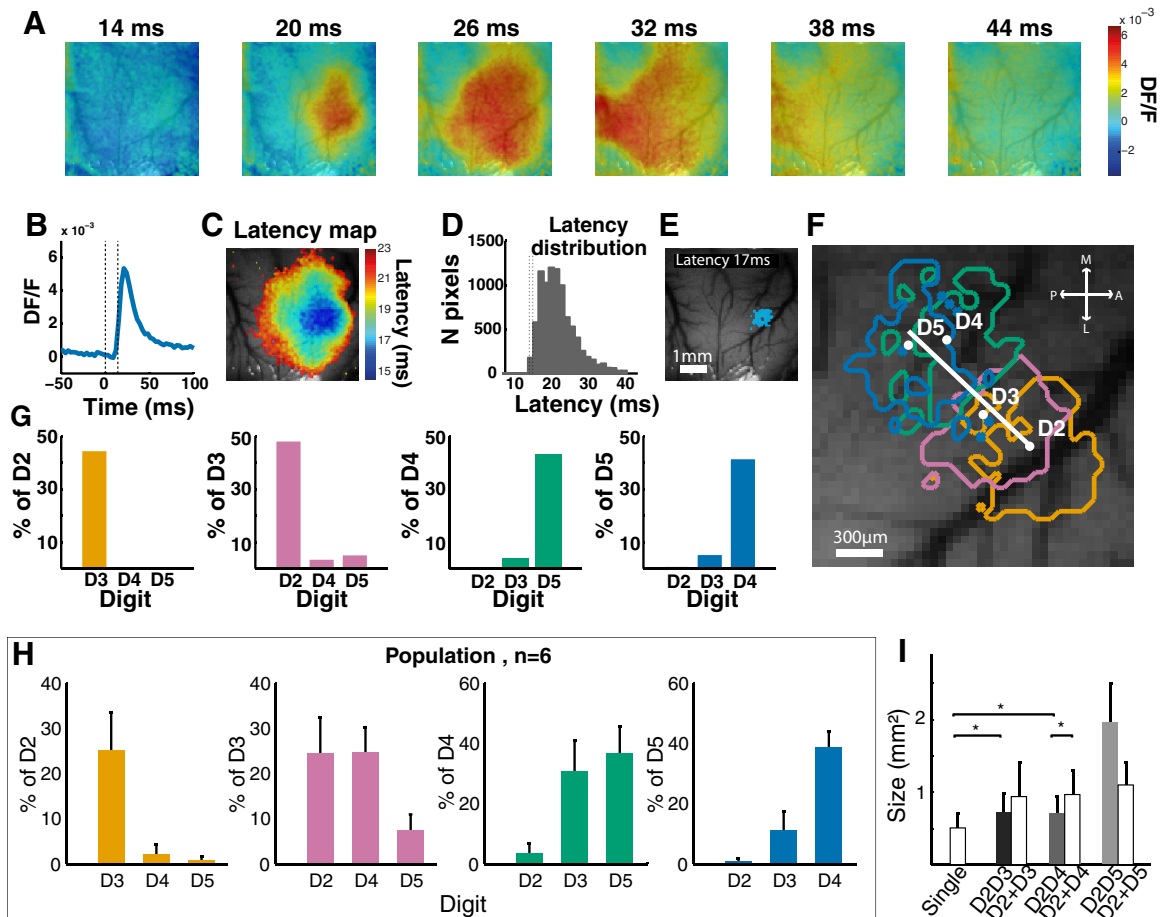 A
14 ms 20 ms 26 ms 32 ms 38 ms 44 ms
x 10⁻³
6
4
2
0
−2
DF/F
B
x 10⁻³
6
4
2
0
DF/F
−50 0 50 100
Time (ms)
C
Latency map
23
21
19
17
15
Latency (ms)
D
Latency distribution
1500
1000
500
0
N pixels
10 20 30 40
Latency (ms)
E
Latency 17ms
1mm
F
M
P A
L
D5
D4
D3
D2
300µm
G
50
30
10
% of D2
D3 D4 D5
Digit
50
30
10
% of D3
D2 D4 D5
Digit
50
30
10
% of D4
D2 D3 D5
Digit
50
30
10
% of D5
D2 D3 D4
Digit
H
Population , n=6
40
30
20
10
0
% of D2
D3 D4 D5
40
30
20
10
0
% of D3
D2 D4 D5
60
40
20
0
% of D4
D2 D3 D5
60
40
20
0
% of D5
D2 D3 D4
Digit
I
2
1
Size (mm²)
* * *
Single
D2D3
D2+D3
D2D4
D2+D4
D2D5
D2+D5